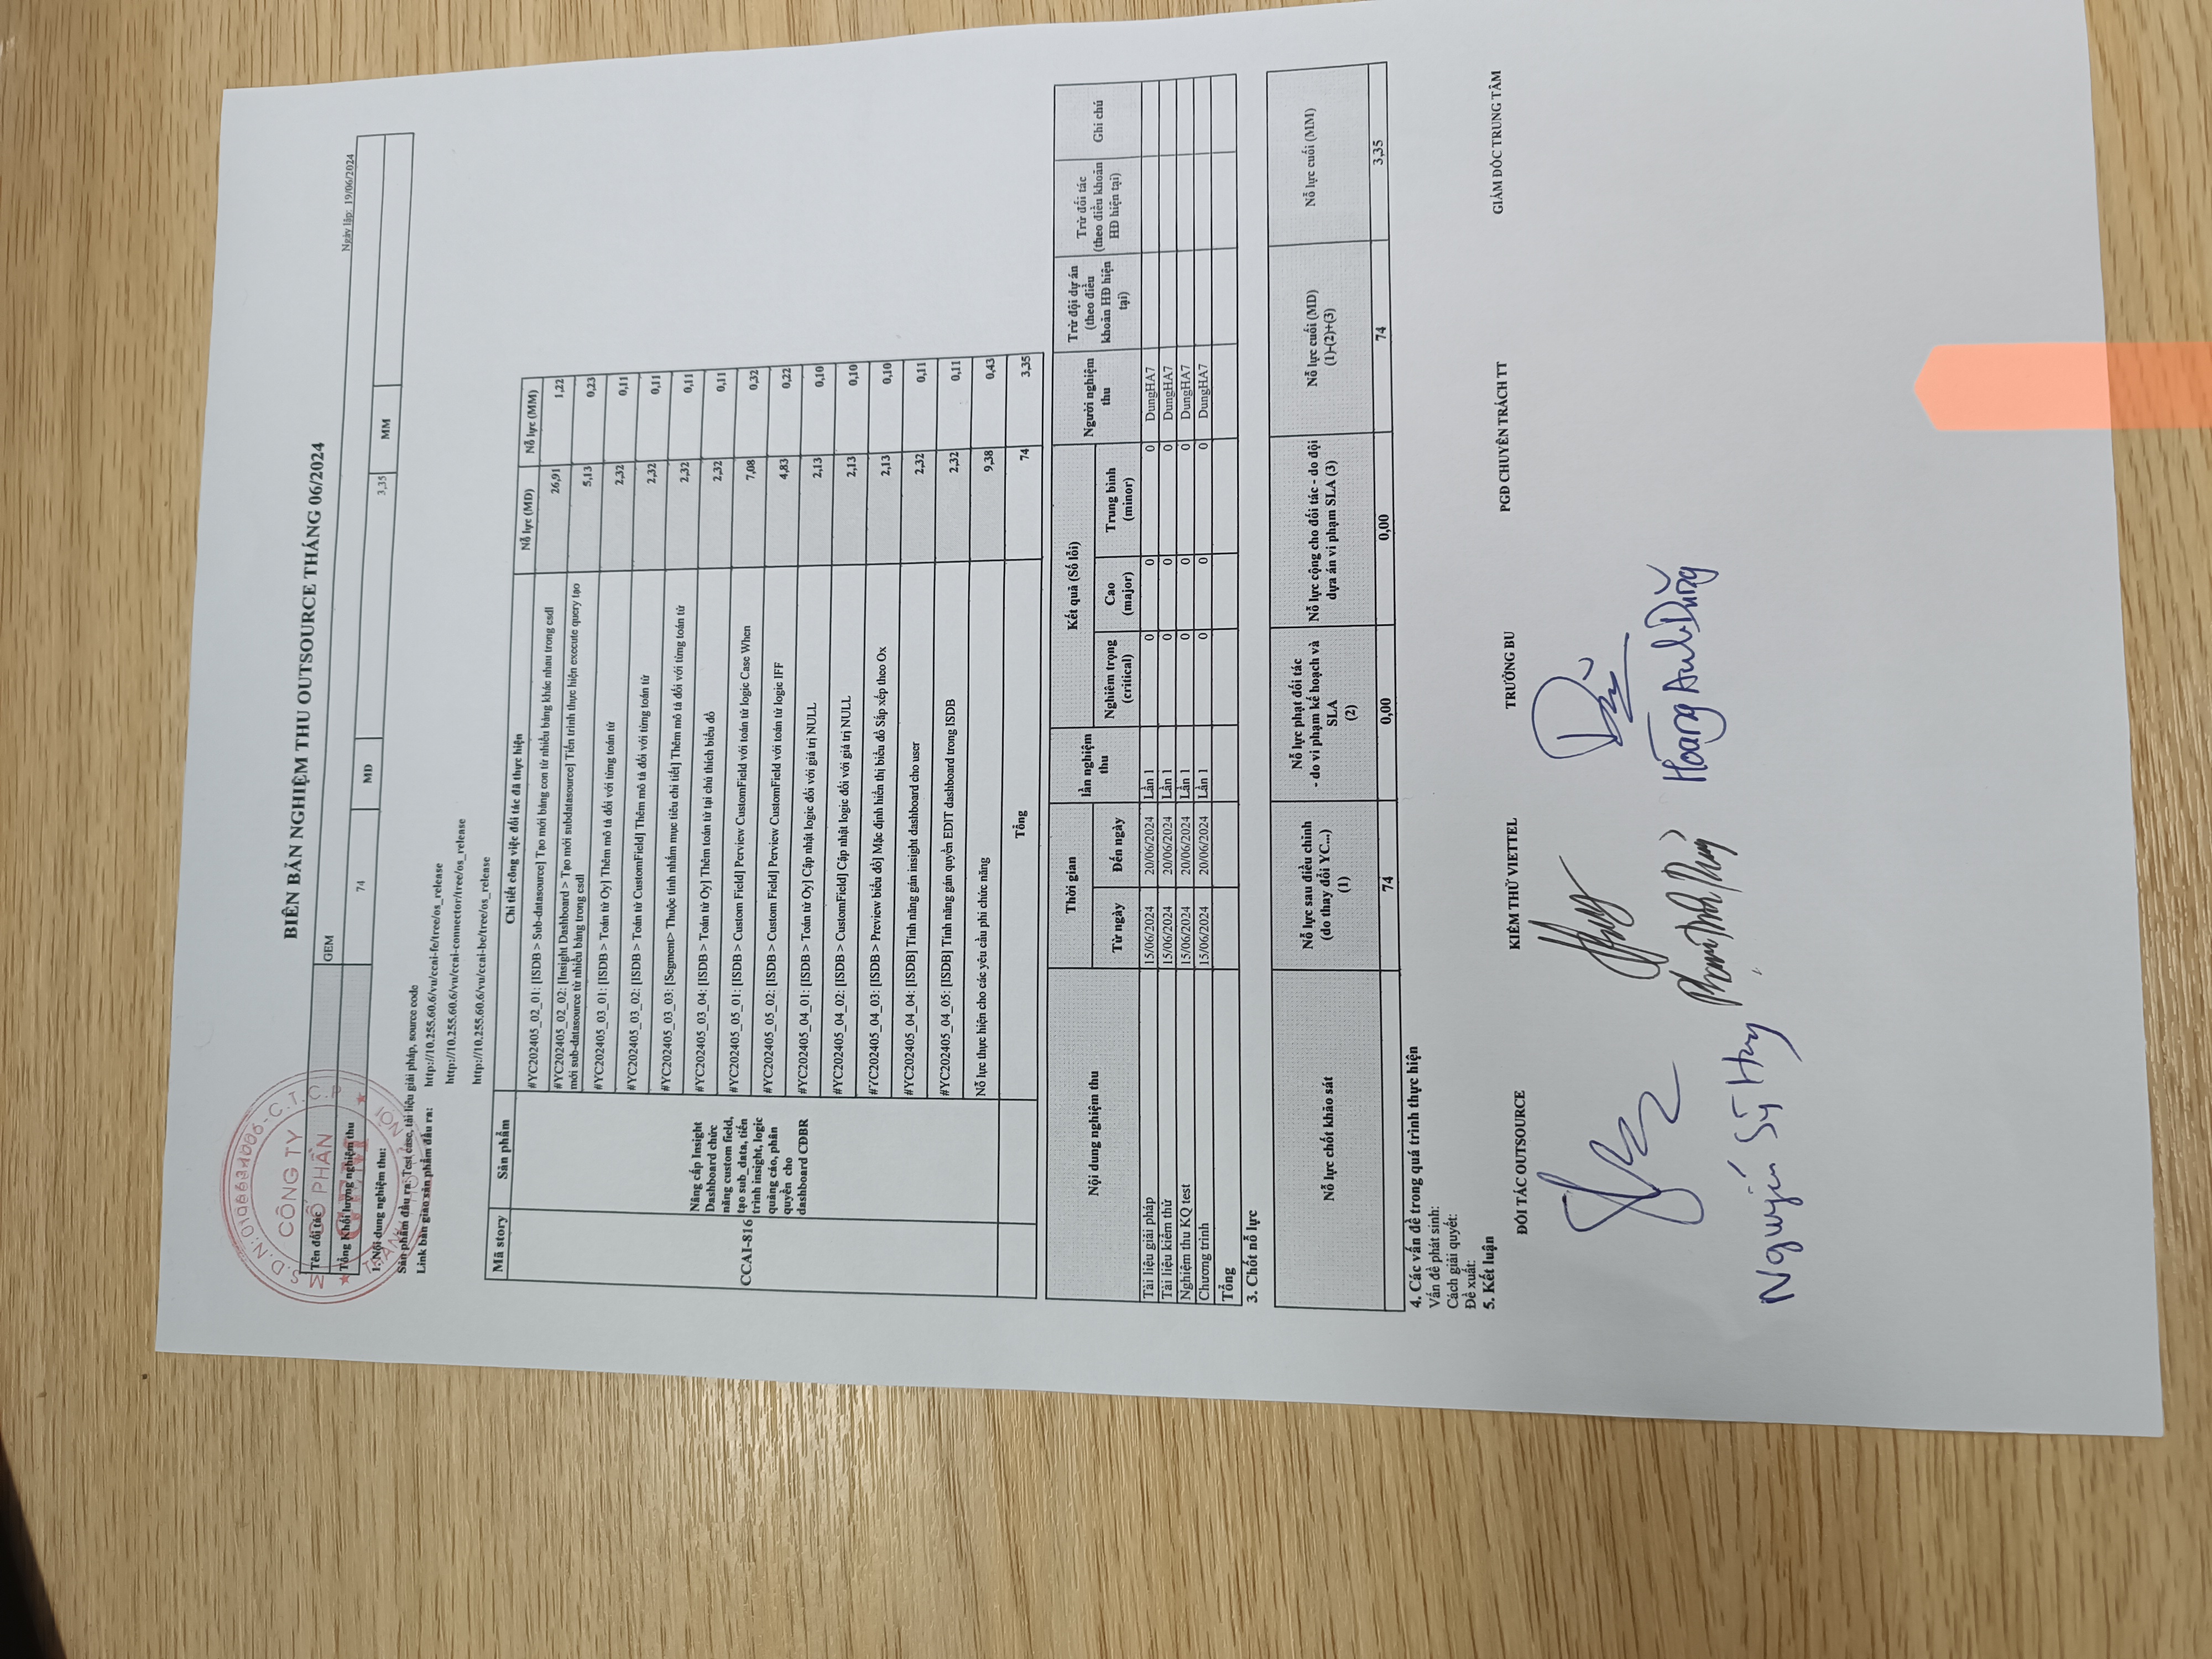 BIÊN BẢN NGHIỆM THU OUTSOURCE THÁNG 06/2024
Ngày lập: 19/06/2024
Tên đối tác GEM
Tổng khối lượng nghiệm thu 74 MD 3,35 MM
1. Nội dung nghiệm thu:
Sản phẩm đầu ra: Test case, tài liệu giải pháp, source code
Link bàn giao sản phẩm đầu ra: http://10.255.60.6/vu/ccai-fe/tree/os_release
http://10.255.60.6/vu/ccai-connector/tree/os_release
http://10.255.60.6/vu/ccai-be/tree/os_release
CÔNG TY
CỔ PHẦN
GEM
Mã story Sản phẩm Chi tiết công việc đối tác đã thực hiện Nỗ lực (MD) Nỗ lực (MM)
CCAI-816
Nâng cấp Insight
Dashboard chức
năng custom field,
tạo sub_data, tiến
trình insight, logic
quảng cáo, phân
quyền cho
dashboard CĐBR
#YC202405_02_01: [ISDB > Sub-datasource] Tạo mới bảng con từ nhiều bảng khác nhau trong csdl 26,91 1,22
#YC202405_02_02: [Insight Dashboard > Tạo mới subdatasource] Tiến trình thực hiện execute query tạo
mới sub-datasource từ nhiều bảng trong csdl 5,13 0,23
#YC202405_03_01: [ISDB > Toán tử Oy] Thêm mô tả đối với từng toán tử 2,32 0,11
#YC202405_03_02: [ISDB > Toán tử CustomField] Thêm mô tả đối với từng toán tử 2,32 0,11
#YC202405_03_03: [Segment> Thuộc tính nhắm mục tiêu chi tiết] Thêm mô tả đối với từng toán tử 2,32 0,11
#YC202405_03_04: [ISDB > Toán tử Oy] Thêm toán tử tại chú thích biểu đồ 2,32 0,11
#YC202405_05_01: [ISDB > Custom Field] Perview CustomField với toán tử logic Case When 7,08 0,32
#YC202405_05_02: [ISDB > Custom Field] Perview CustomField với toán tử logic IFF 4,83 0,22
#YC202405_04_01: [ISDB > Toán tử Oy] Cập nhật logic đối với giá trị NULL 2,13 0,10
#YC202405_04_02: [ISDB > CustomField] Cập nhật logic đối với giá trị NULL 2,13 0,10
#YC202405_04_03: [ISDB > Preview biểu đồ] Mặc định hiển thị biểu đồ Sắp xếp theo Ox 2,13 0,10
#YC202405_04_04: [ISDB] Tính năng gán insight dashboard cho user 2,32 0,11
#YC202405_04_05: [ISDB] Tính năng gán quyền EDIT dashboard trong ISDB 2,32 0,11
Nỗ lực thực hiện cho các yêu cầu phi chức năng 9,38 0,43
Tổng 74 3,35
Nội dung nghiệm thu Thời gian lần nghiệm thu Kết quả (Số lỗi) Người nghiệm thu Trừ đội dự án (theo điều khoản HĐ hiện tại) Trừ đối tác (theo điều khoản HĐ hiện tại) Ghi chú
Từ ngày Đến ngày Nghiêm trọng (critical) Cao (major) Trung bình (minor)
Tài liệu giải pháp 15/06/2024 20/06/2024 Lần 1 0 0 0 DungHA7
Tài liệu kiểm thử 15/06/2024 20/06/2024 Lần 1 0 0 0 DungHA7
Nghiệm thu KQ test 15/06/2024 20/06/2024 Lần 1 0 0 0 DungHA7
Chương trình 15/06/2024 20/06/2024 Lần 1 0 0 0 DungHA7
Tổng
3. Chốt nỗ lực
Nỗ lực chốt khảo sát Nỗ lực sau điều chỉnh (do thay đổi YC...) (1) Nỗ lực phạt đối tác - do vi phạm kế hoạch và SLA (2) Nỗ lực cộng cho đối tác - do đội dựa án vi phạm SLA (3) Nỗ lực cuối (MD) (1)-(2)+(3) Nỗ lực cuối (MM)
74 0,00 0,00 74 3,35
4. Các vấn đề trong quá trình thực hiện
Vấn đề phát sinh:
Cách giải quyết:
Đề xuất:
5. Kết luận
ĐỐI TÁC OUTSOURCE KIỂM THỬ VIETTEL TRƯỞNG BU PGĐ CHUYÊN TRÁCH TT GIÁM ĐỐC TRUNG TÂM
Nguyễn Sỹ Huy
Hoàng Anh Dũng